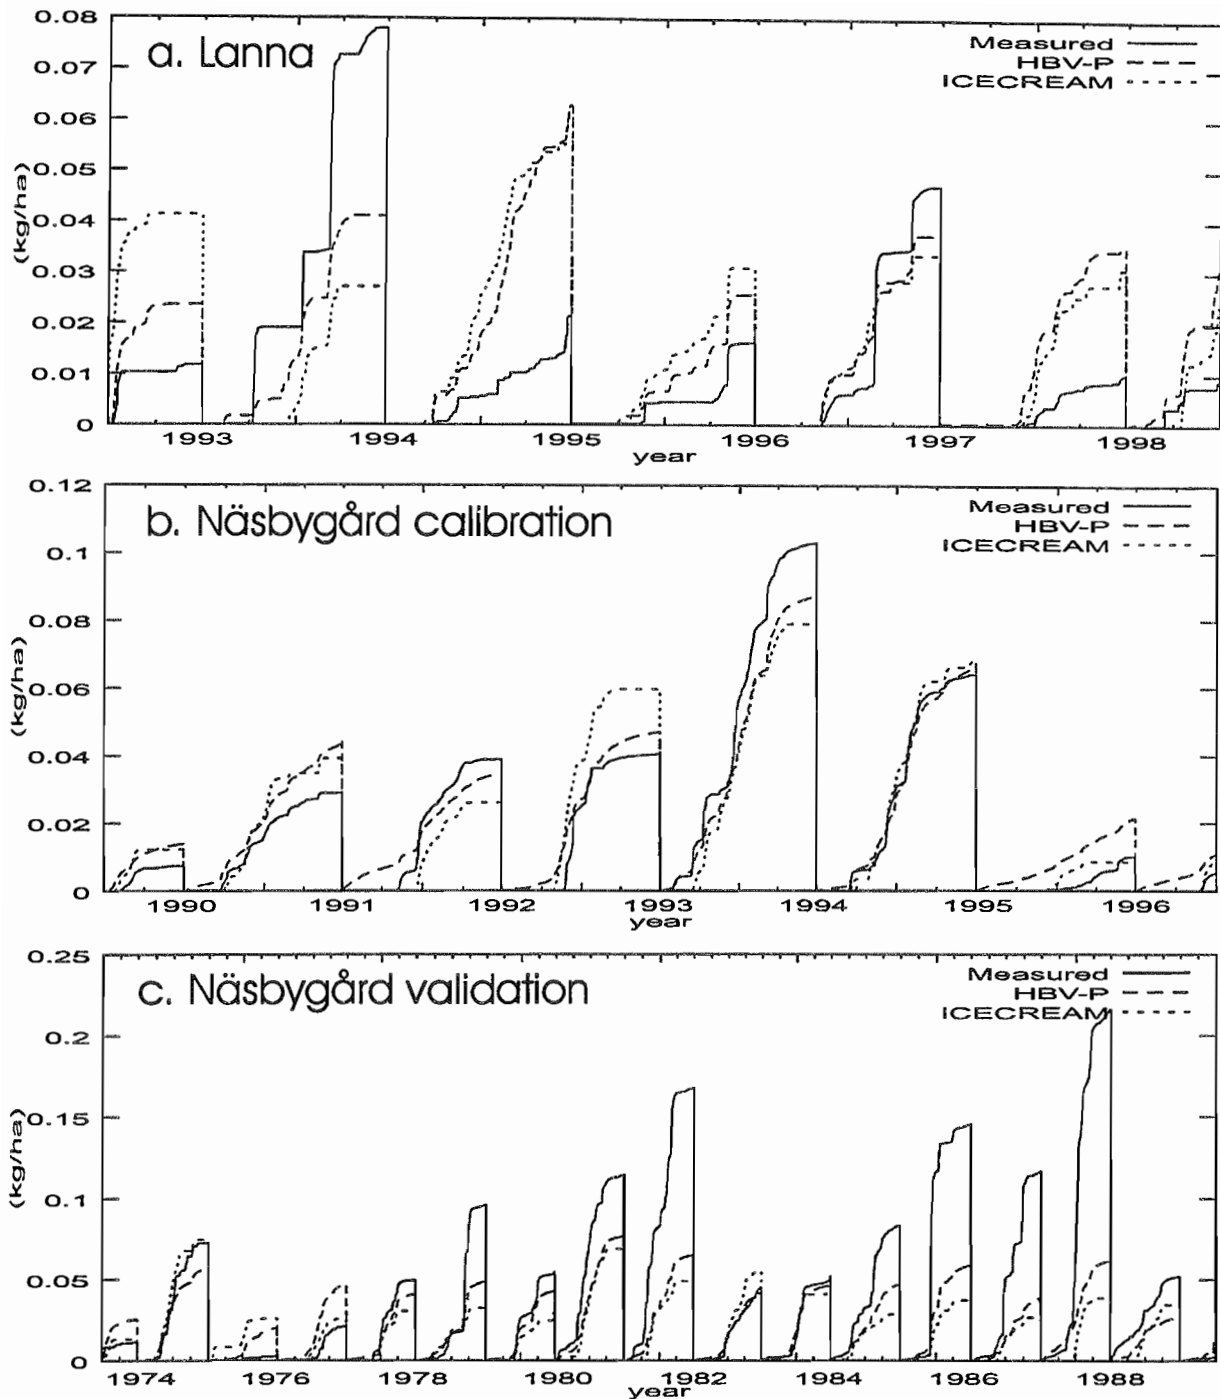 a. Lanna
Measured
HBV-P
ICECREAM
(kg/ha)
0.08
0.07
0.06
0.05
0.04
0.03
0.02
0.01
0
1993 1994 1995 1996 1997 1998
year
b. Näsbygård calibration
Measured
HBV-P
ICECREAM
(kg/ha)
0.12
0.1
0.08
0.06
0.04
0.02
0
1990 1991 1992 1993 1994 1995 1996
year
c. Näsbygård validation
Measured
HBV-P
ICECREAM
(kg/ha)
0.25
0.2
0.15
0.1
0.05
0
1974 1976 1978 1980 1982 1984 1986 1988
year